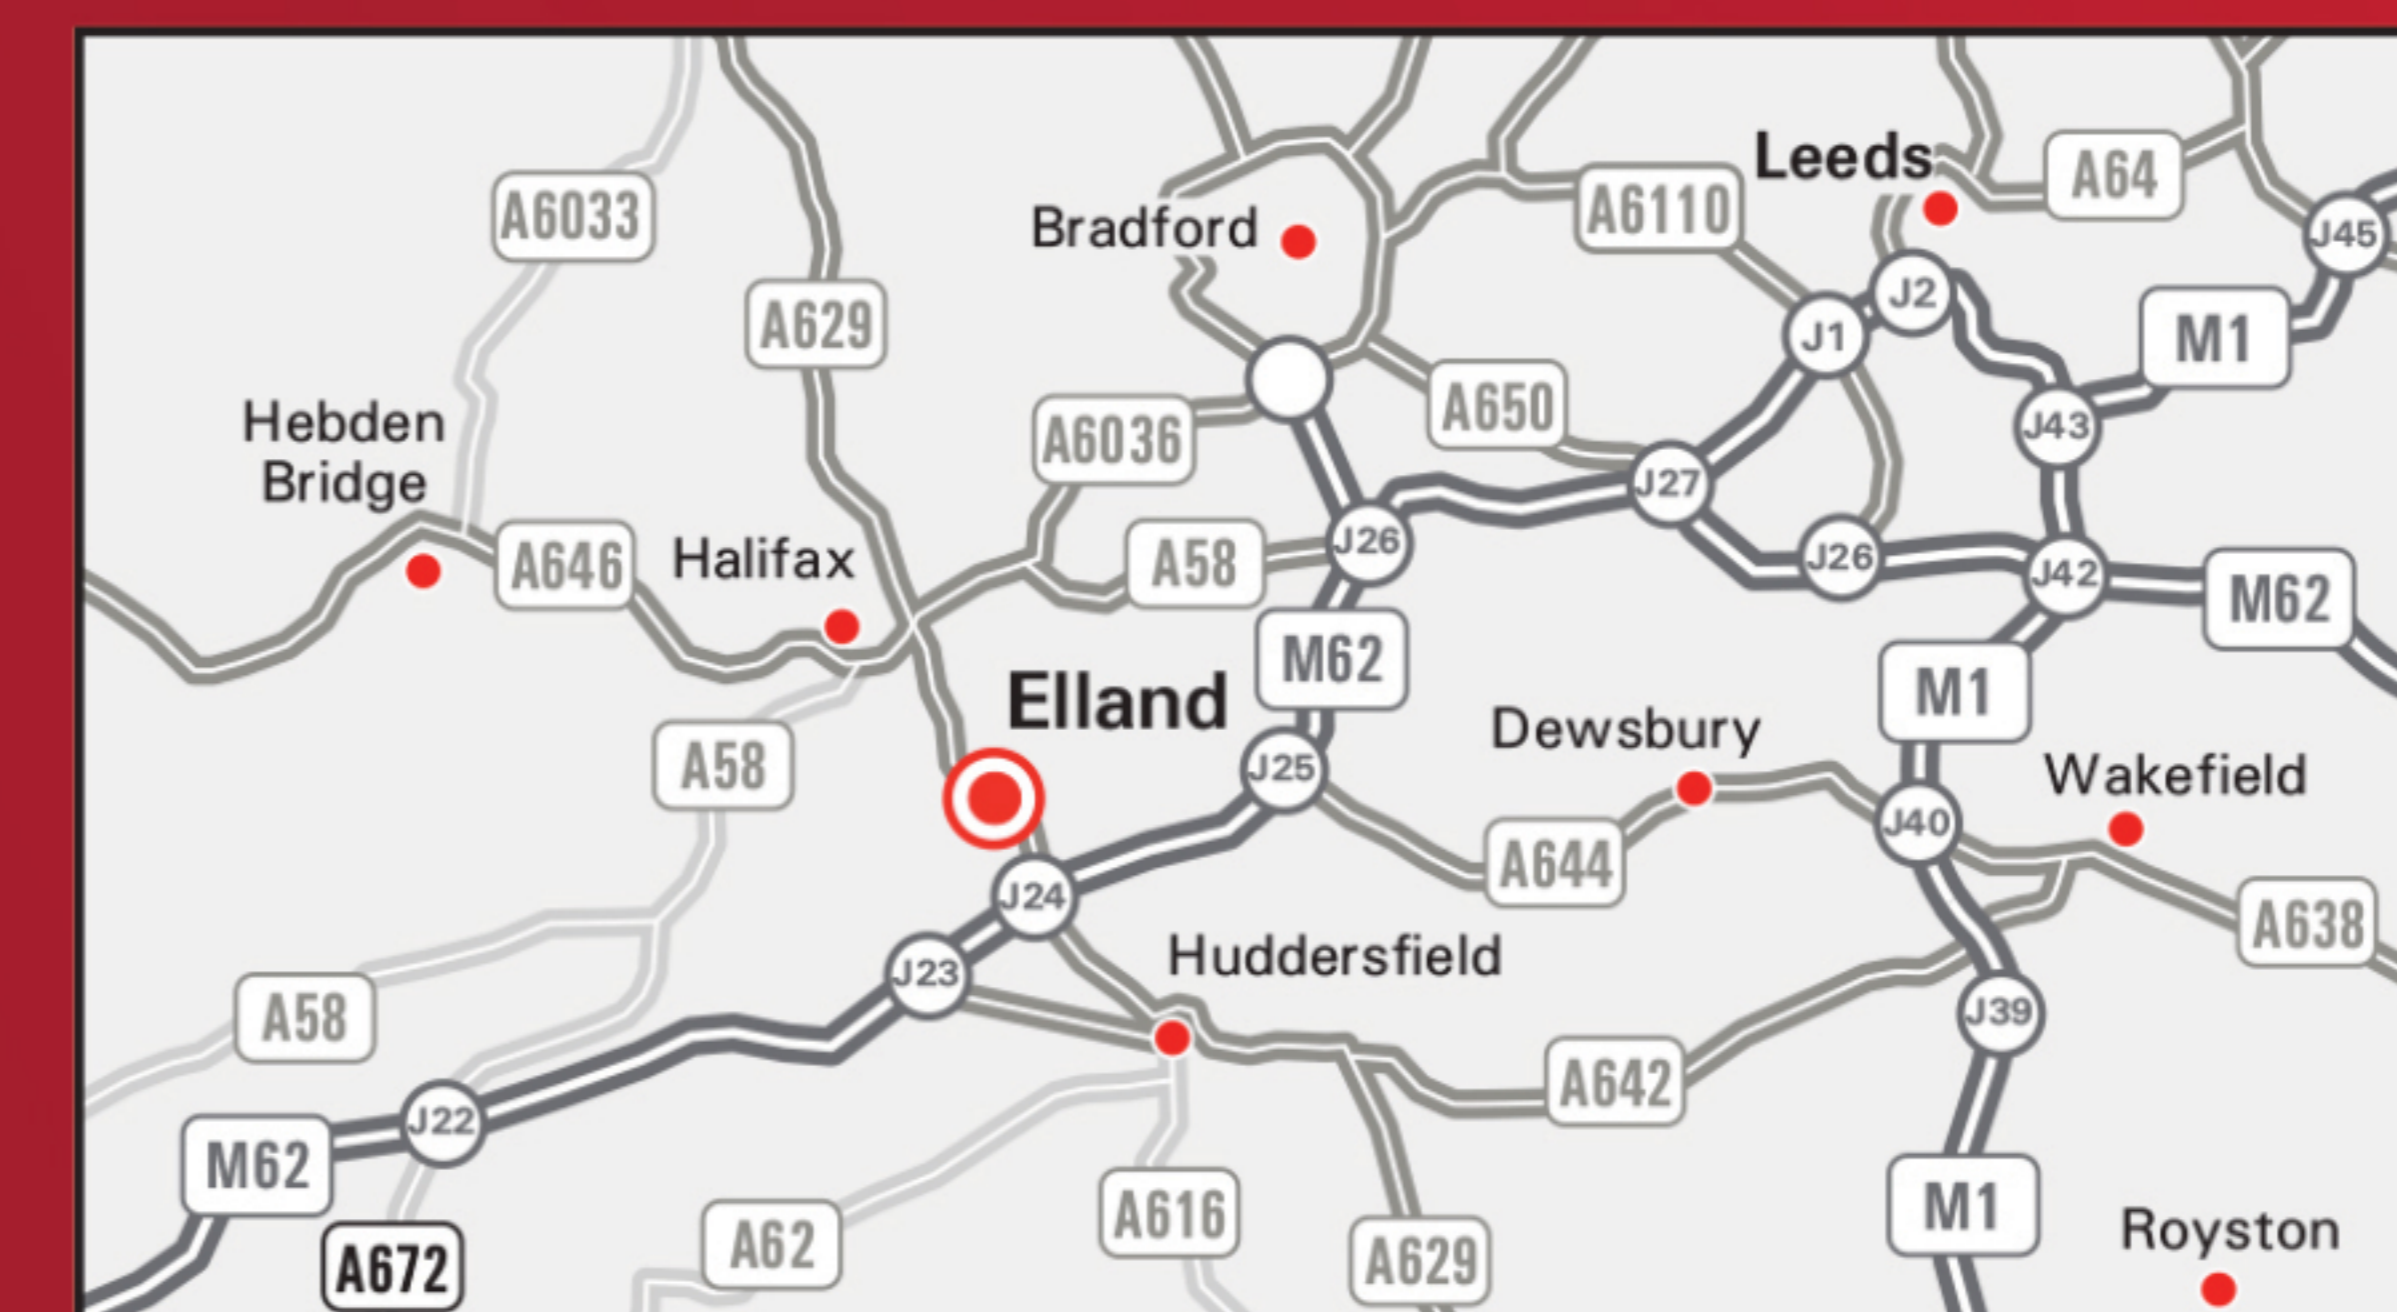 Leeds
A64
A6033
A6110
Bradford
J45
A629
J2
J1
M1
Hebden
Bridge
A650
A6036
J43
J27
A646
Halifax
A58
J26
J26
J42
M62
M62
Elland
M1
Dewsbury
A58
J25
Wakefield
J40
A644
J24
A638
Huddersfield
J23
A58
J39
A642
J22
M62
A616
M1
A672
A62
A629
Royston